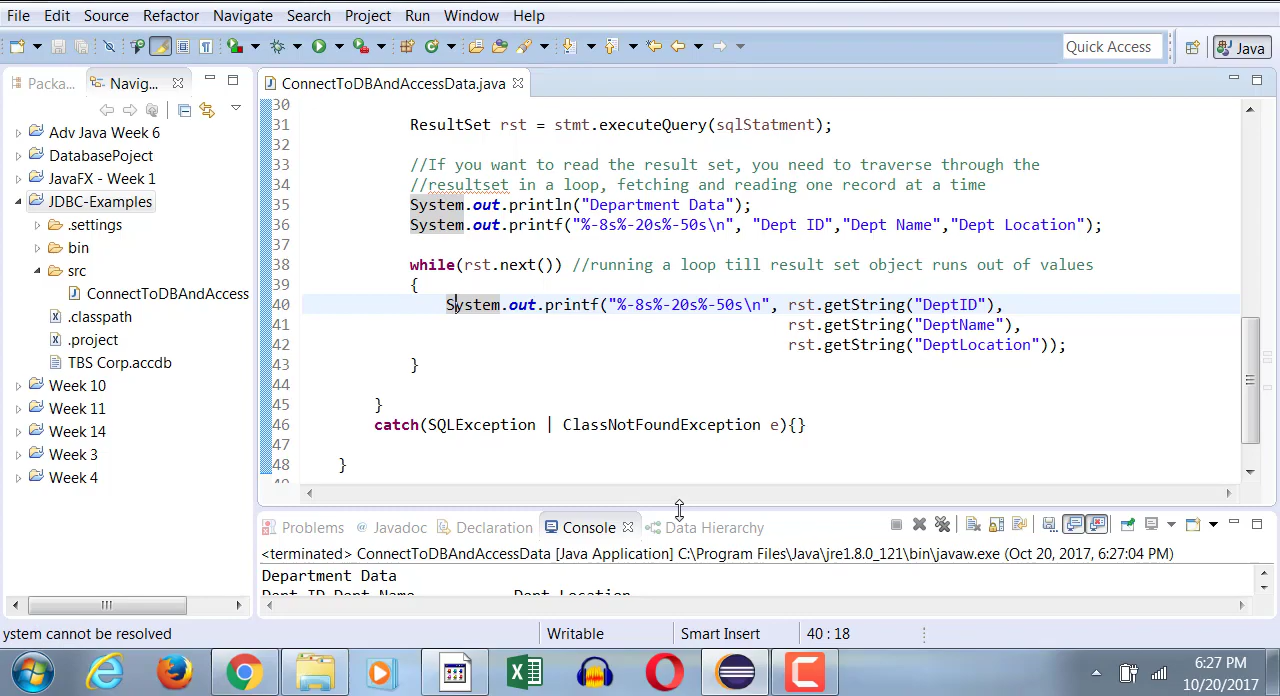 File Edit Source Refactor Navigate Search Project Run Window Help
Quick Access Java
Packa... Navig... ConnectToDBAndAccessData.java
Adv Java Week 6
DatabasePoject
JavaFX - Week 1
JDBC-Examples
.settings
bin
src
ConnectToDBAndAccess
.classpath
.project
TBS Corp.accdb
Week 10
Week 11
Week 14
Week 3
Week 4
30
31 ResultSet rst = stmt.executeQuery(sqlStatment);
32
33 //If you want to read the result set, you need to traverse through the
34 //resultset in a loop, fetching and reading one record at a time
35 System.out.println("Department Data");
36 System.out.printf("%-8s%-20s%-50s\n", "Dept ID","Dept Name","Dept Location");
37
38 while(rst.next()) //running a loop till result set object runs out of values
39 {
40 System.out.printf("%-8s%-20s%-50s\n", rst.getString("DeptID"),
41 rst.getString("DeptName"),
42 rst.getString("DeptLocation"));
43 }
44
45 }
46 catch(SQLException | ClassNotFoundException e){}
47
48 }
Problems @ Javadoc Declaration Console Data Hierarchy
<terminated> ConnectToDBAndAccessData [Java Application] C:\Program Files\Java\jre1.8.0_121\bin\javaw.exe (Oct 20, 2017, 6:27:04 PM)
Department Data
Dept ID Dept Name Dept Location
ystem cannot be resolved Writable Smart Insert 40 : 18
6:27 PM
10/20/2017